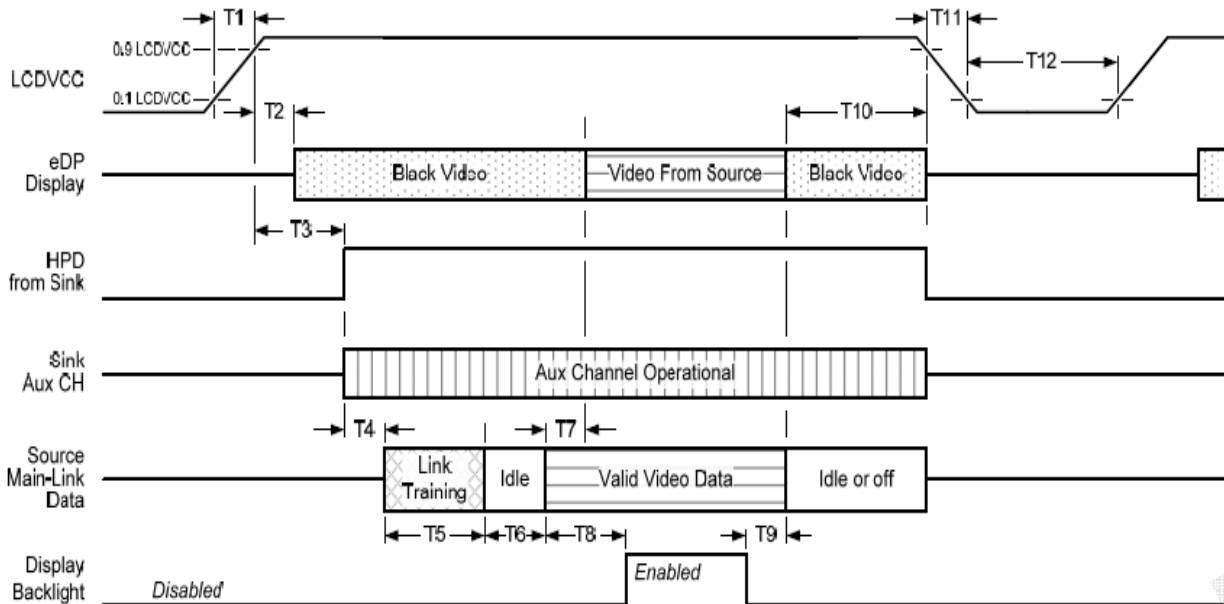 T1
T11
0.9 LCDVCC
LCDVCC
T12
0.1 LCDVCC
T2
T10
eDP
Display
Black Video
Video From Source
Black Video
T3
HPD
from Sink
Sink
Aux CH
Aux Channel Operational
T4
T7
Source
Main-Link
Data
Link
Training
Idle
Valid Video Data
Idle or off
T5
T6
T8
T9
Display
Backlight
Disabled
Enabled